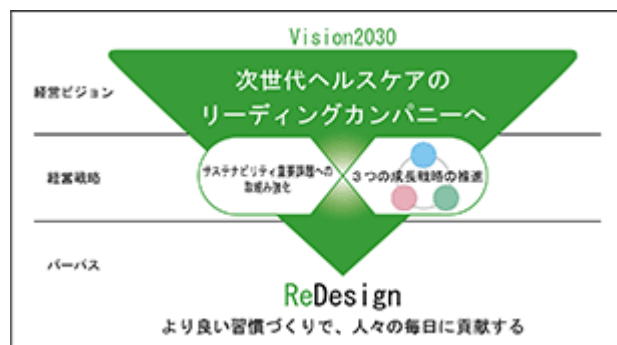 Vision2030
経営ビジョン
次世代ヘルスケアの
リーディングカンパニーへ
経営戦略
サステナビリティ重要課題への
取組み強化
3つの成長戦略の推進
パーパス
ReDesign
より良い習慣づくりで、人々の毎日に貢献する